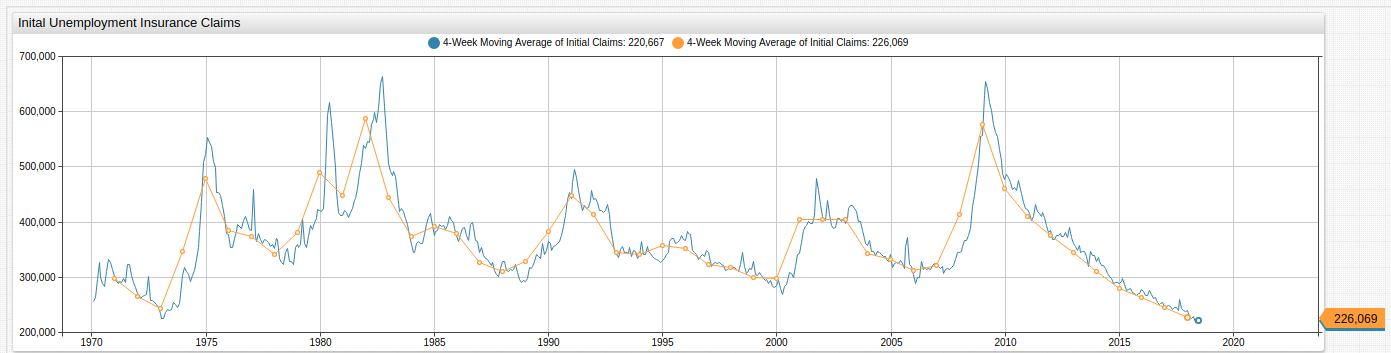 Inital Unemployment Insurance Claims
4-Week Moving Average of Initial Claims: 220,667 4-Week Moving Average of Initial Claims: 226,069
700,000
600,000
500,000
400,000
300,000
200,000
226,069
1970 1975 1980 1985 1990 1995 2000 2005 2010 2015 2020